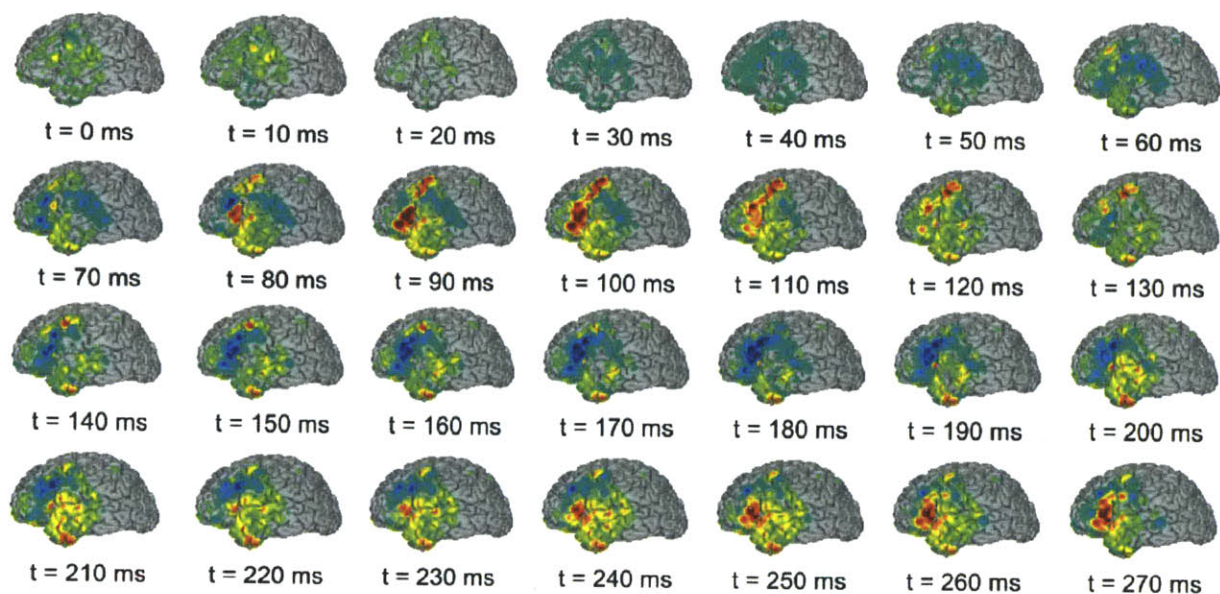 t = 0 ms t = 10 ms t = 20 ms t = 30 ms t = 40 ms t = 50 ms t = 60 ms
t = 70 ms t = 80 ms t = 90 ms t = 100 ms t = 110 ms t = 120 ms t = 130 ms
t = 140 ms t = 150 ms t = 160 ms t = 170 ms t = 180 ms t = 190 ms t = 200 ms
t = 210 ms t = 220 ms t = 230 ms t = 240 ms t = 250 ms t = 260 ms t = 270 ms